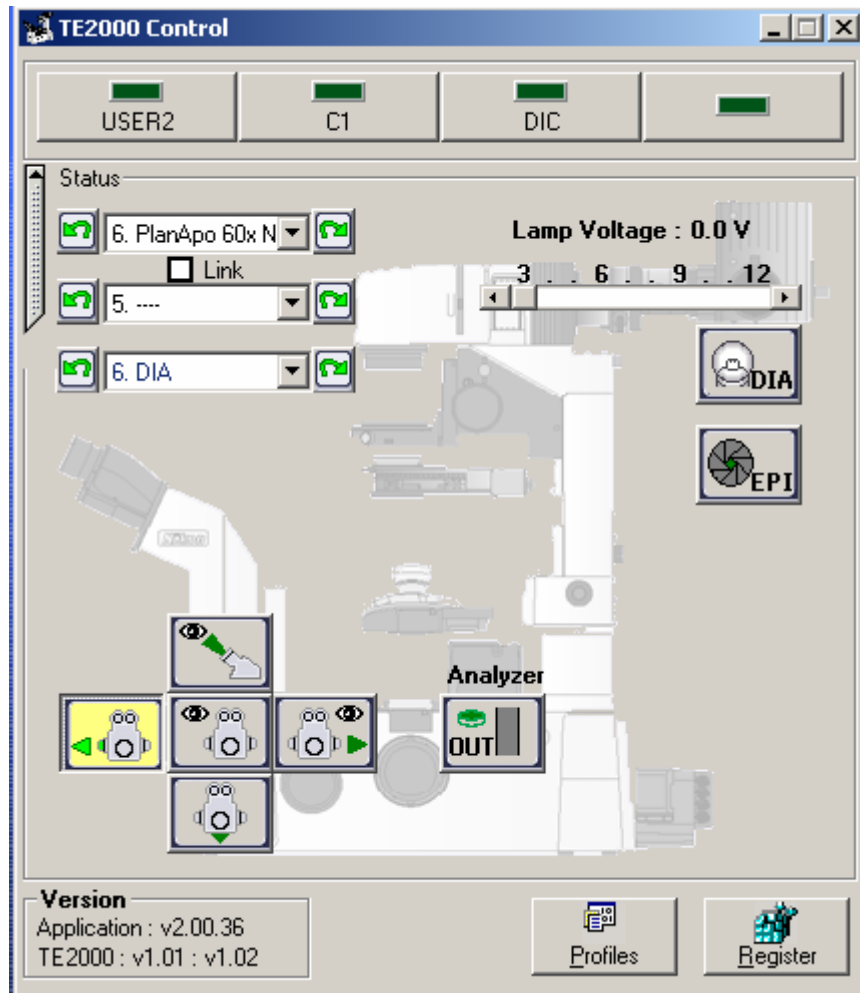 TE2000 Control
USER2
C1
DIC
Status
6. PlanApo 60x N
Link
5. ----
6. DIA
Lamp Voltage : 0.0 V
3 . . 6 . . 9 . . 12
DIA
EPI
Nikon
Analyzer
OUT
Version
Application : v2.00.36
TE2000 : v1.01 : v1.02
Profiles
Register